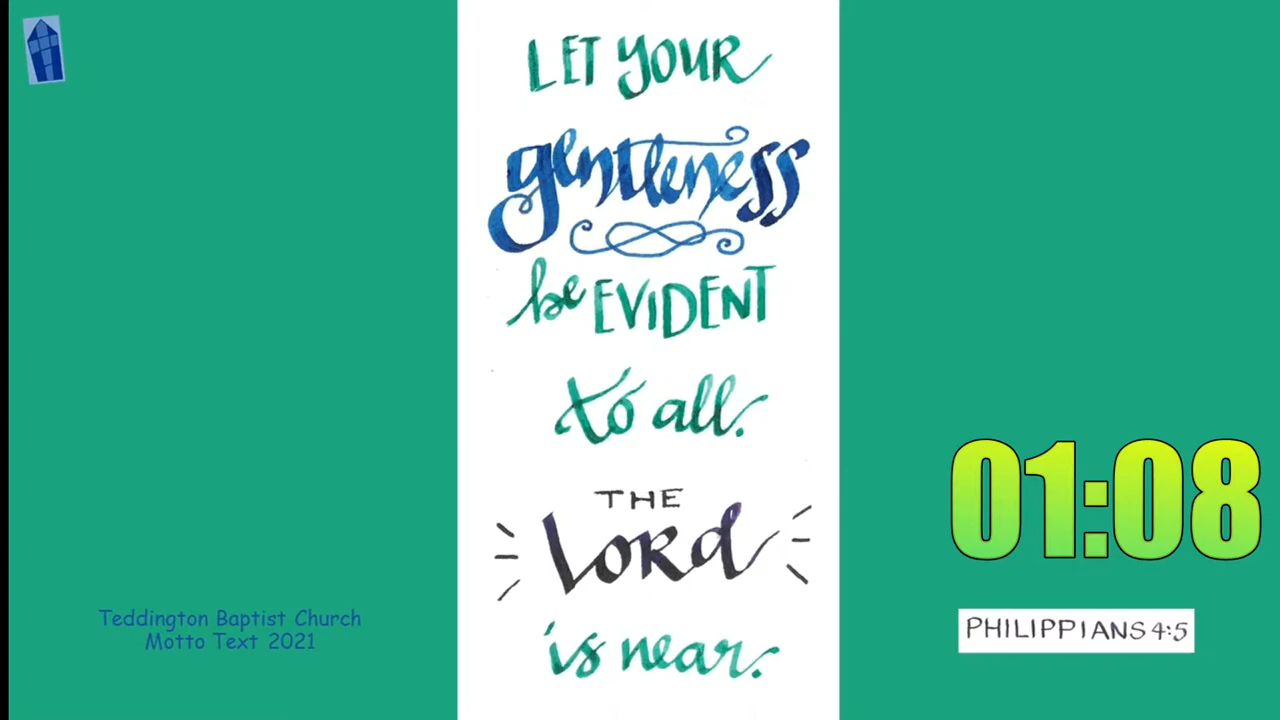 LET YOUR
gentleness
be EVIDENT
to all.
THE
LORD
is near.
01:08
PHILIPPIANS 4:5
Teddington Baptist Church
Motto Text 2021